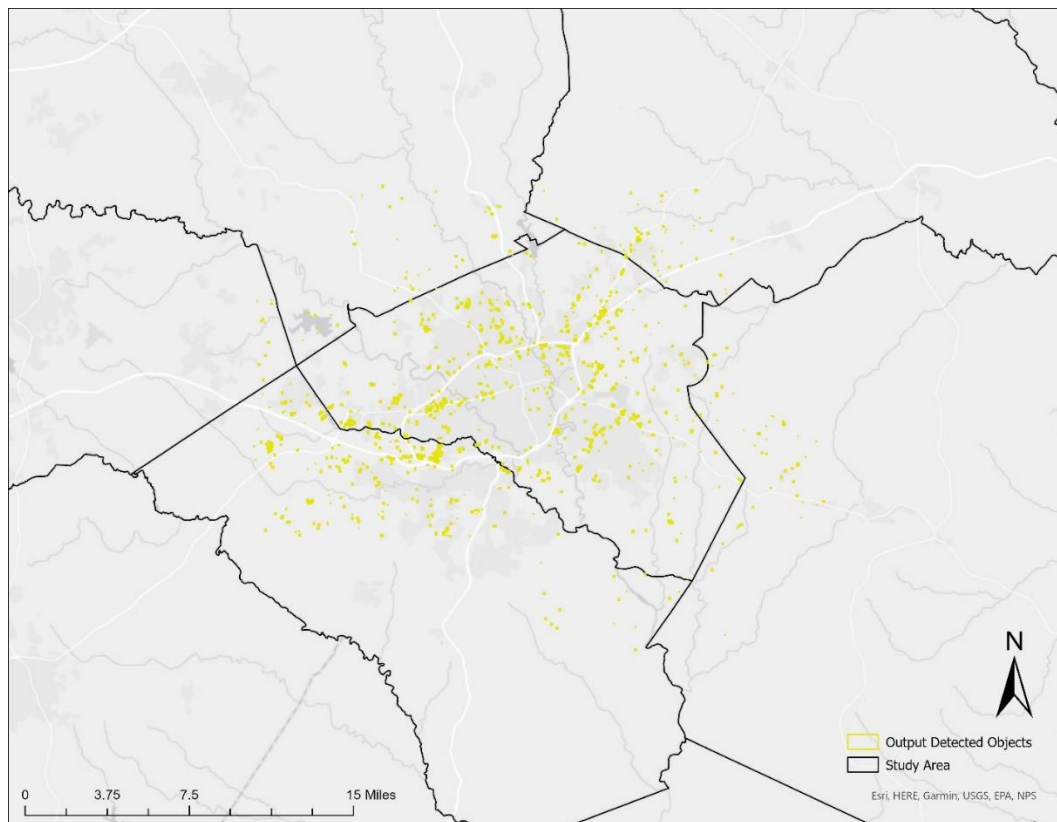 N
Output Detected Objects
Study Area
0 3.75 7.5 15 Miles
Esri, HERE, Garmin, USGS, EPA, NPS